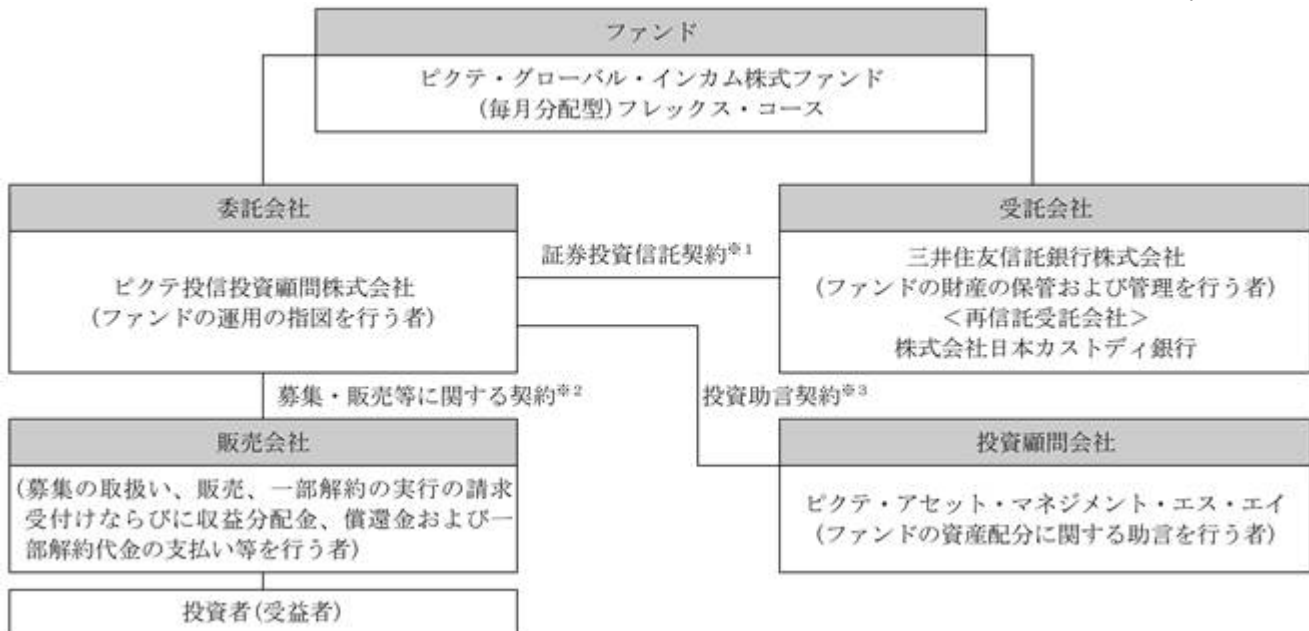 ファンド
ピクテ・グローバル・インカム株式ファンド
(毎月分配型)フレックス・コース
委託会社
ピクテ投信投資顧問株式会社
(ファンドの運用の指図を行う者)
証券投資信託契約※1
受託会社
三井住友信託銀行株式会社
(ファンドの財産の保管および管理を行う者)
<再信託受託会社>
株式会社日本カストディ銀行
募集・販売等に関する契約※2
投資助言契約※3
販売会社
(募集の取扱い、販売、一部解約の実行の請求
受付けならびに収益分配金、償還金および一
部解約代金の支払い等を行う者)
投資顧問会社
ピクテ・アセット・マネジメント・エス・エイ
(ファンドの資産配分に関する助言を行う者)
投資者(受益者)